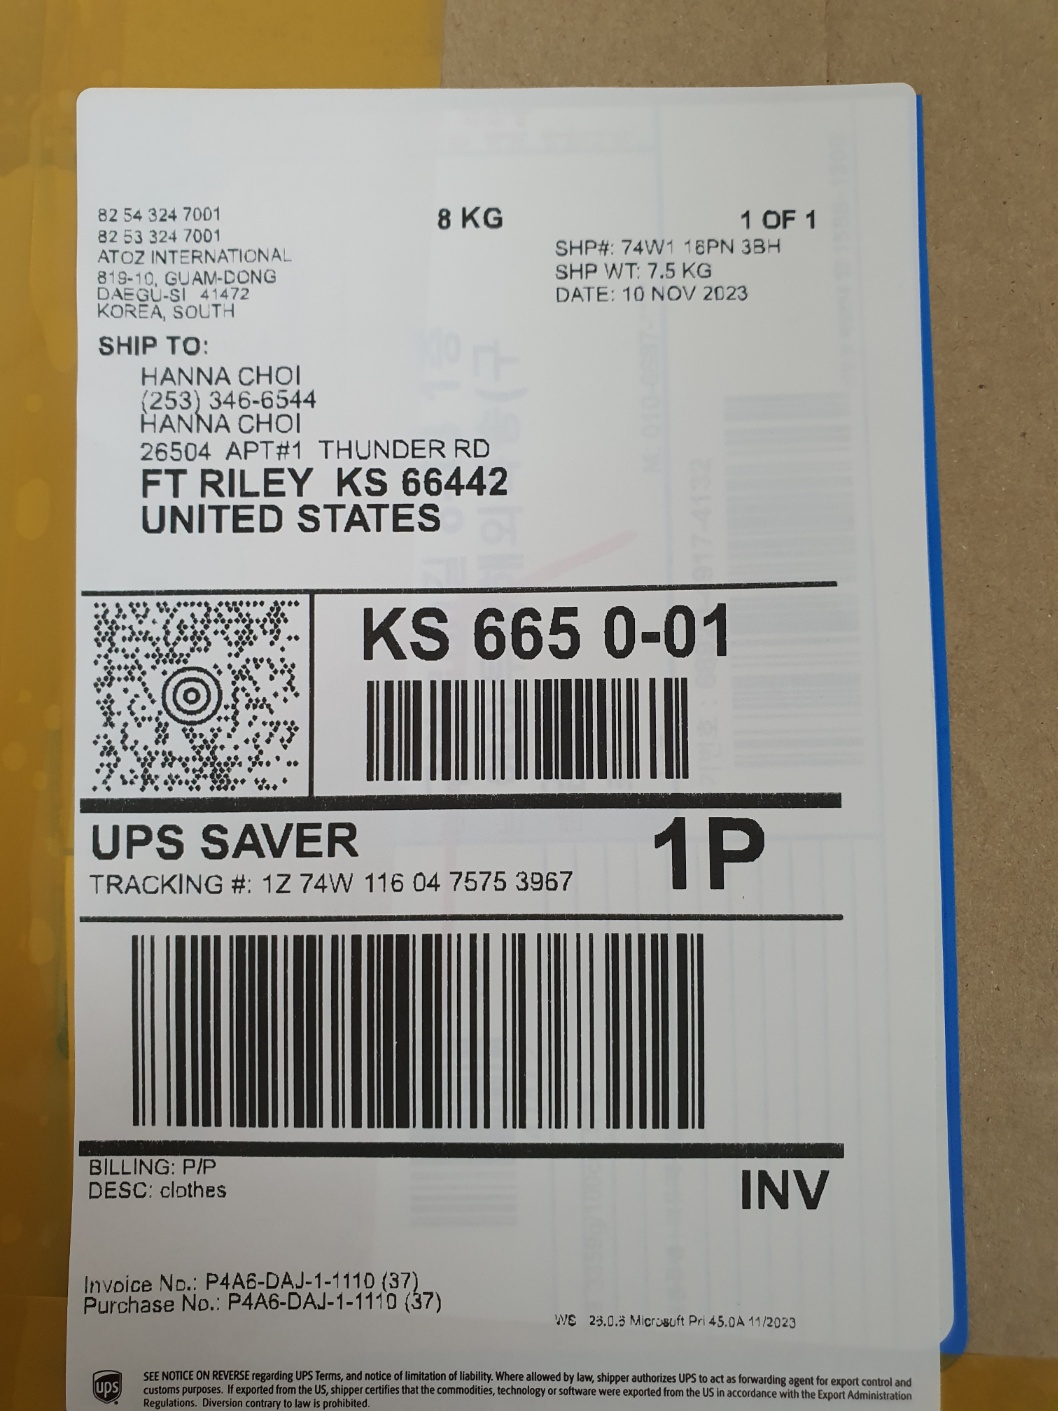 82 54 324 7001
82 53 324 7001
ATOZ INTERNATIONAL
819-10, GUAM-DONG
DAEGU-SI 41472
KOREA, SOUTH
8 KG
1 OF 1
SHP#: 74W1 16PN 3BH
SHP WT: 7.5 KG
DATE: 10 NOV 2023
SHIP TO:
HANNA CHOI
(253) 346-6544
HANNA CHOI
26504 APT#1 THUNDER RD
FT RILEY KS 66442
UNITED STATES
KS 665 0-01
UPS SAVER
1P
TRACKING #: 1Z 74W 116 04 7575 3967
BILLING: P/P
DESC: clothes
INV
Invoice No.: P4A6-DAJ-1-1110 (37)
Purchase No.: P4A6-DAJ-1-1110 (37)
Microsoft Pri 45.0A 11/2023
ups
SEE NOTICE ON REVERSE regarding UPS Terms, and notice of limitation of liability. Where allowed by law, shipper authorizes UPS to act as forwarding agent for export control and
customs purposes. If exported from the US, shipper certifies that the commodities, technology or software were exported from the US in accordance with the Export Administration
Regulations. Diversion contrary to law is prohibited.